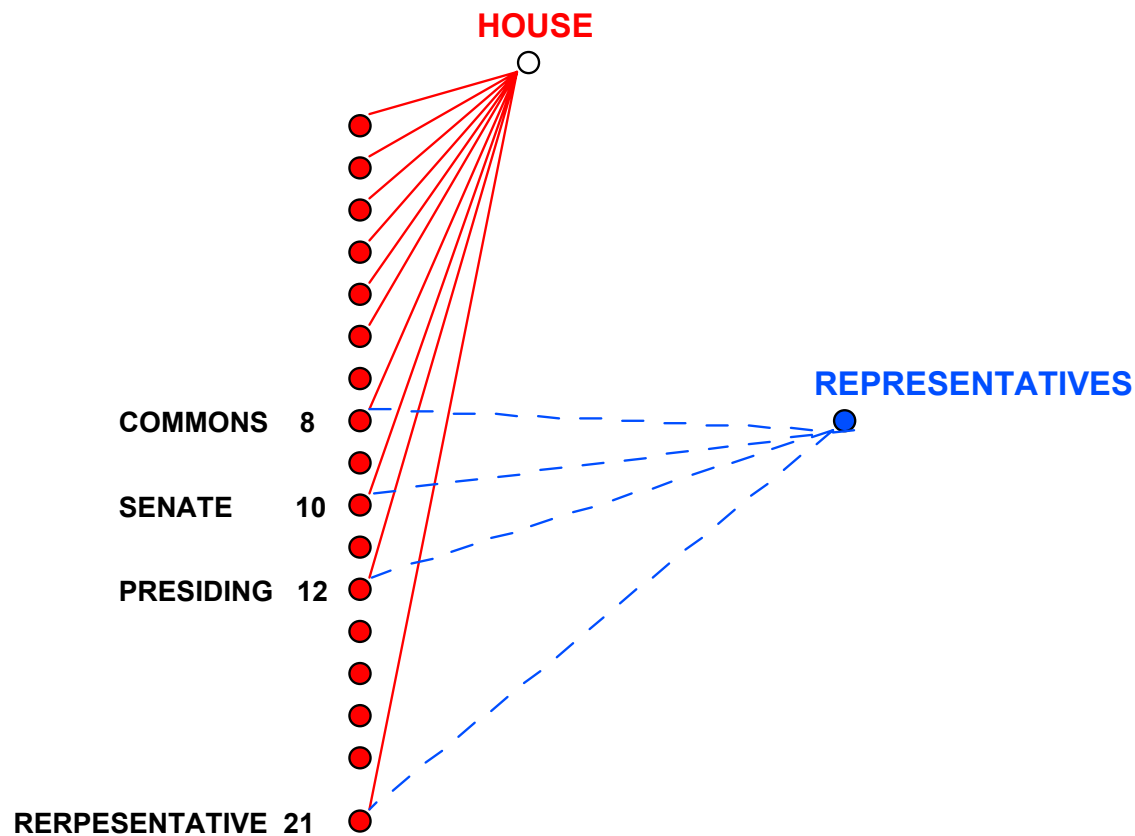 HOUSE
REPRESENTATIVES
COMMONS 8
SENATE 10
PRESIDING 12
RERPESENTATIVE 21